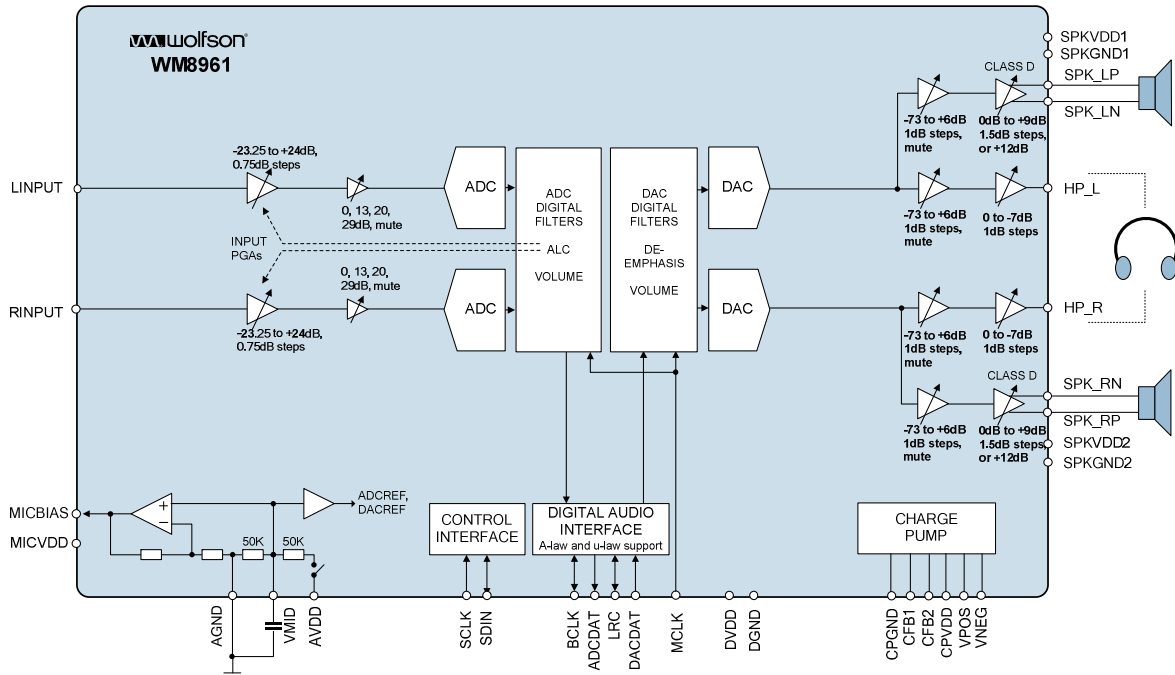 wolfson
WM8961
SPKVDD1
SPKGND1
CLASS D
SPK_LP
SPK_LN
-73 to +6dB
1dB steps,
mute
0dB to +9dB
1.5dB steps,
or +12dB
-23.25 to +24dB,
0.75dB steps
LINPUT
0, 13, 20,
29dB, mute
ADC
ADC
DIGITAL
FILTERS
ALC
VOLUME
DAC
DIGITAL
FILTERS
DE-
EMPHASIS
VOLUME
DAC
-73 to +6dB
1dB steps,
mute
0 to -7dB
1dB steps
HP_L
INPUT
PGAs
0, 13, 20,
29dB, mute
RINPUT
-23.25 to +24dB,
0.75dB steps
ADC
DAC
HP_R
-73 to +6dB
1dB steps,
mute
0 to -7dB
1dB steps
CLASS D
SPK_RN
SPK_RP
-73 to +6dB
1dB steps,
mute
0dB to +9dB
1.5dB steps,
or +12dB
SPKVDD2
SPKGND2
MICBIAS
MICVDD
+
-
ADCREF,
DACREF
50K
50K
CONTROL
INTERFACE
DIGITAL AUDIO
INTERFACE
A-law and u-law support
CHARGE
PUMP
AGND
VMID
AVDD
SCLK
SDIN
BCLK
ADCDAT
LRC
DACDAT
MCLK
DVDD
DGND
CPGND
CFB1
CFB2
CPVDD
VPOS
VNEG